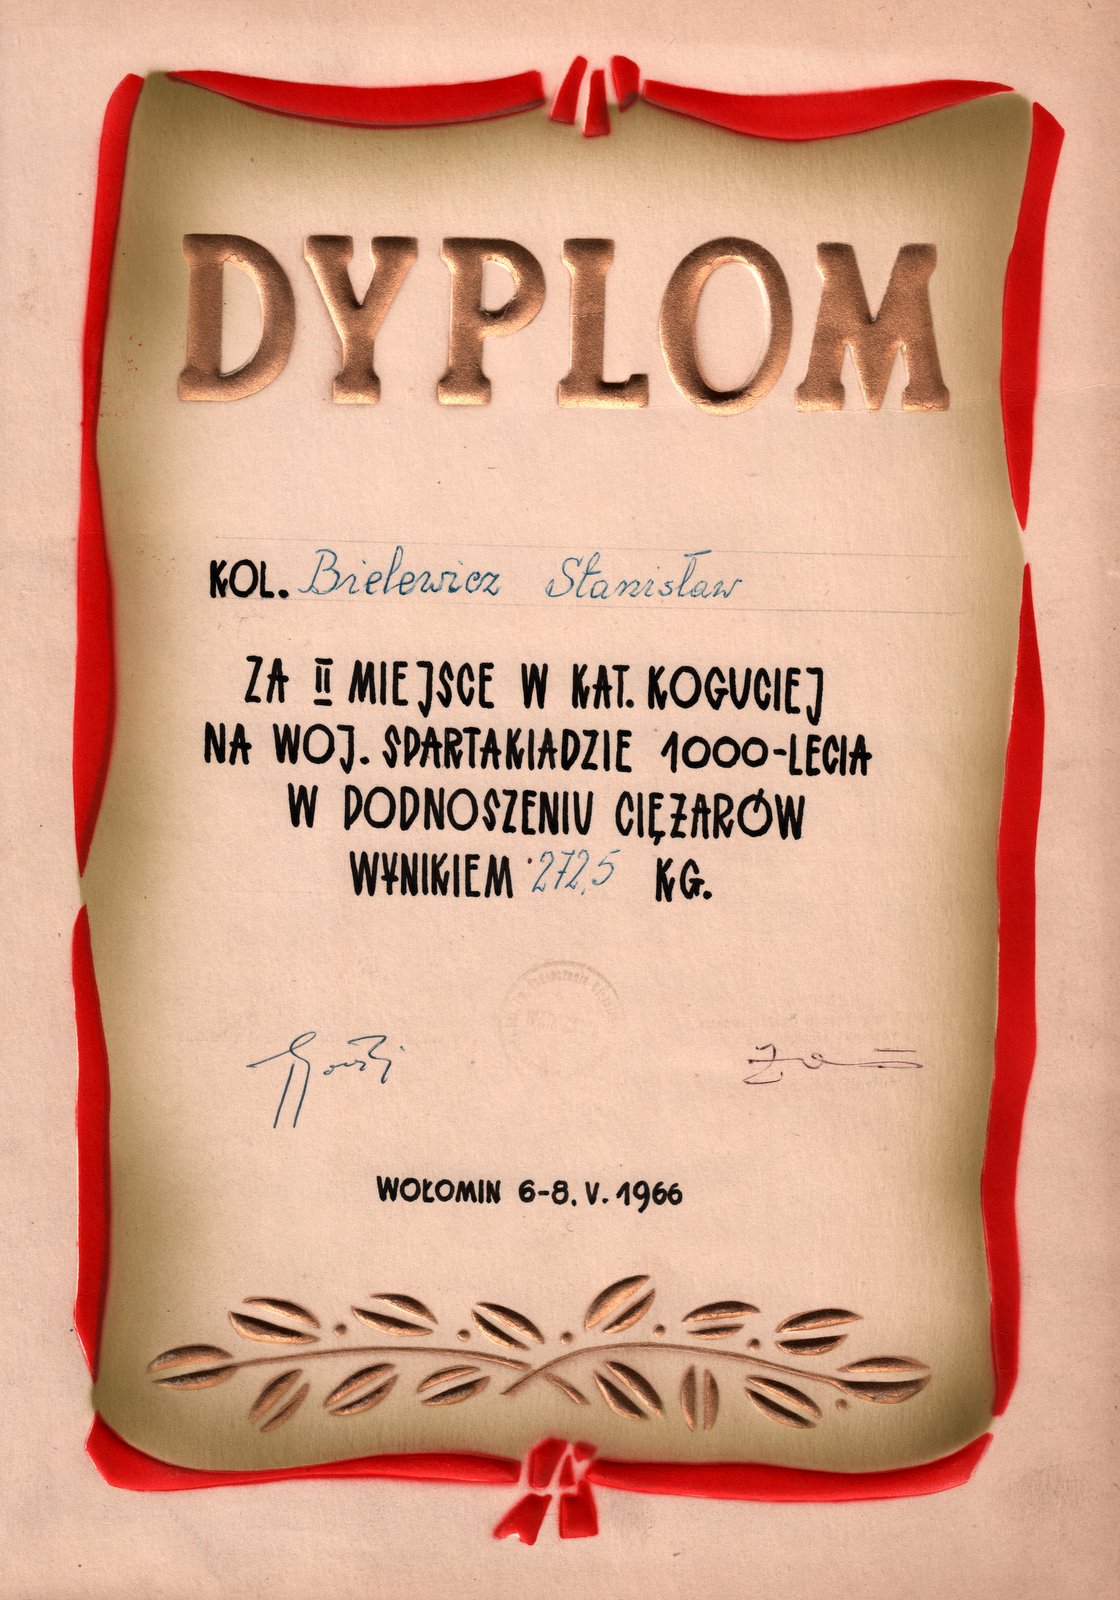 DYPLOM
KOL. Bielewicz Stanisław
ZA II MIEJSCE W KAT. KOGUCIEJ
NA WOJ. SPARTAKIADZIE 1000-LECIA
W PODNOSZENIU CIĘŻARÓW
WYNIKIEM 272,5 KG.
WOŁOMIN 6-8. V. 1966